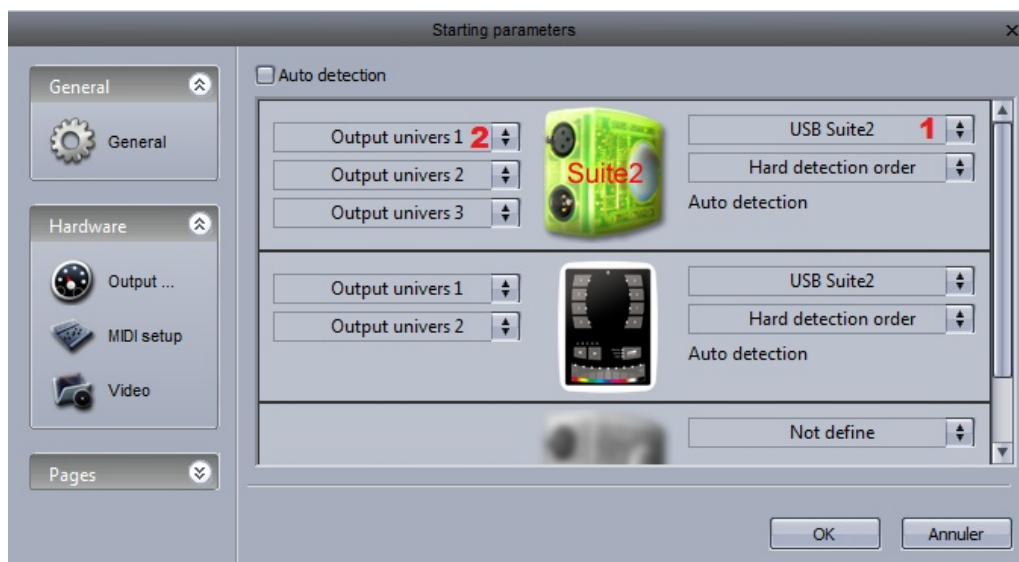 Starting parameters
General
General
Hardware
Output ...
MIDI setup
Video
Pages
Auto detection
Output univers 1 2
Output univers 2
Output univers 3
Suite2
USB Suite2 1
Hard detection order
Auto detection
Output univers 1
Output univers 2
USB Suite2
Hard detection order
Auto detection
Not define
OK
Annuler